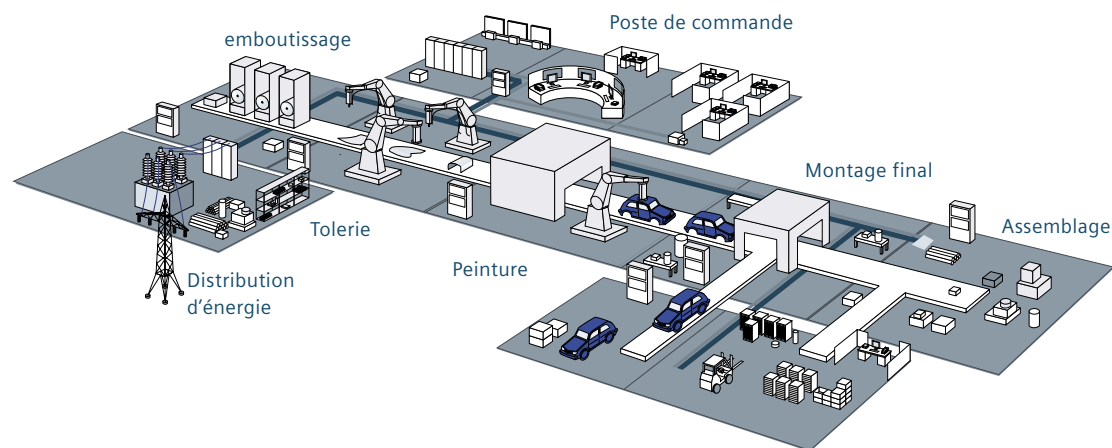 Poste de commande
emboutissage
Montage final
Assemblage
Tolerie
Peinture
Distribution
d'énergie